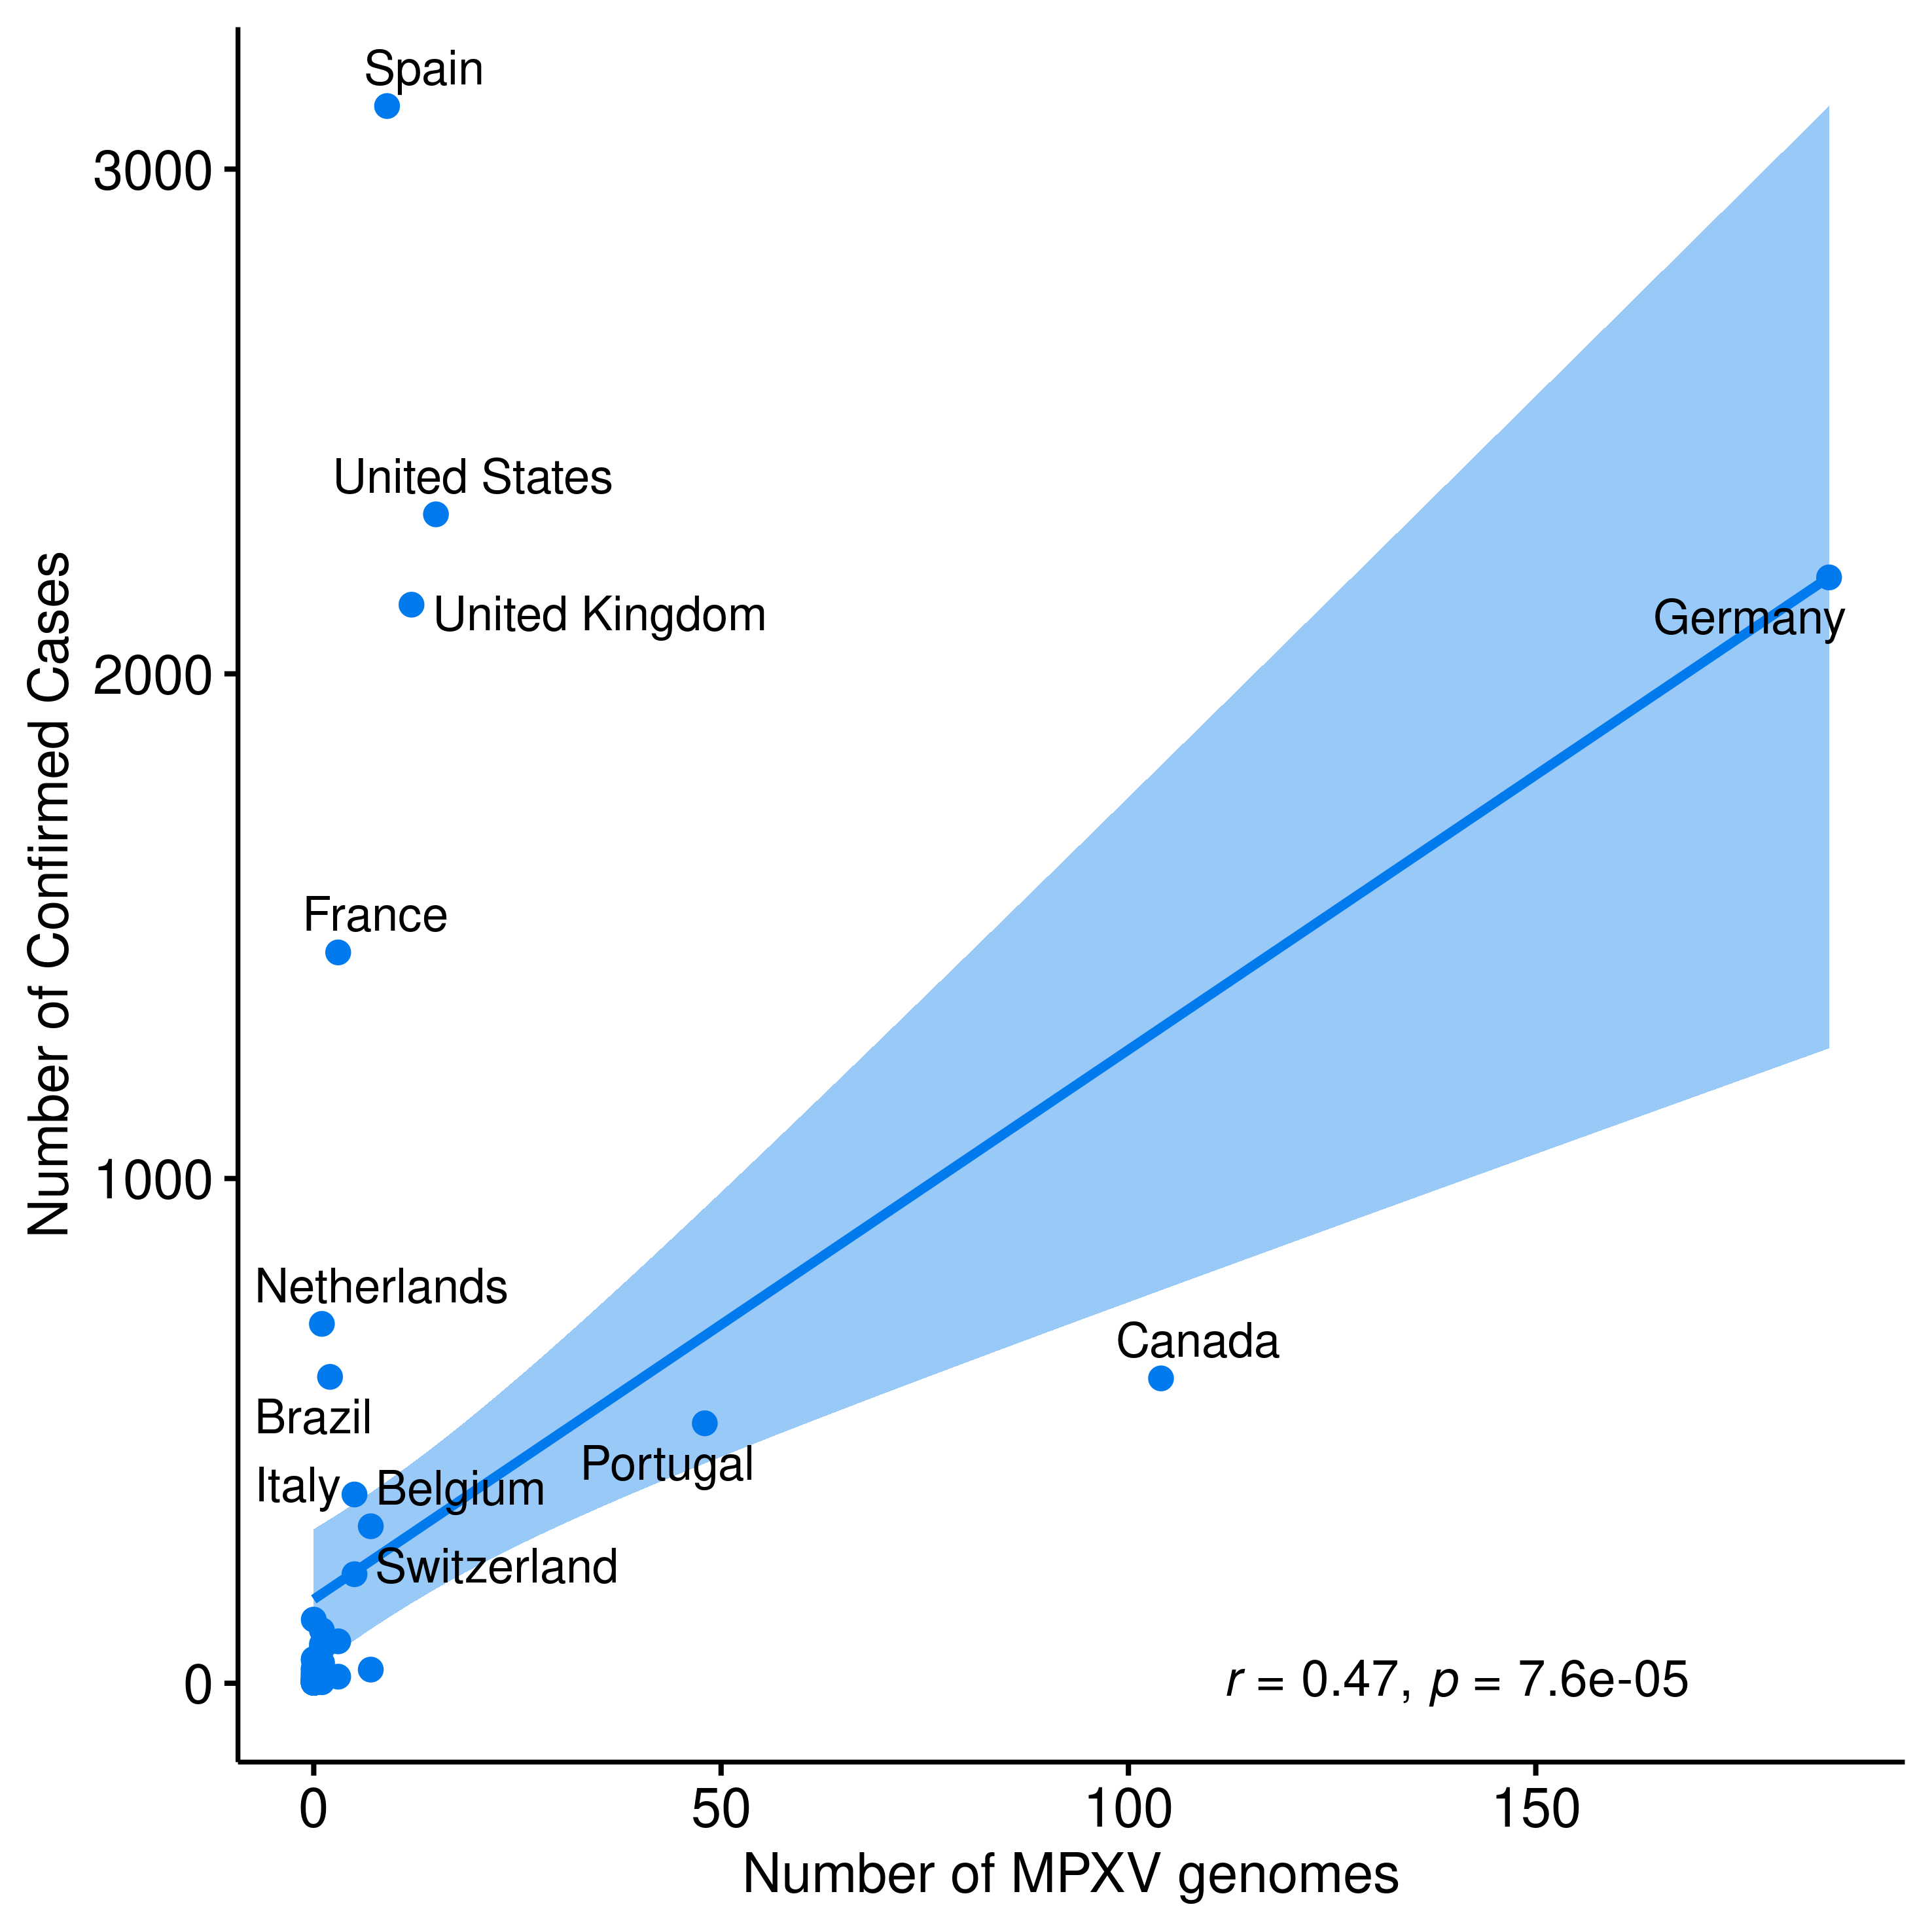 Spain
3000
United States
United Kingdom
Germany
2000
France
1000
Netherlands
Canada
Brazil
Portugal
Italy
Belgium
Switzerland
0
r = 0.47, p = 7.6e-05
0
50
100
150
Number of MPXV genomes
Number of Confirmed Cases